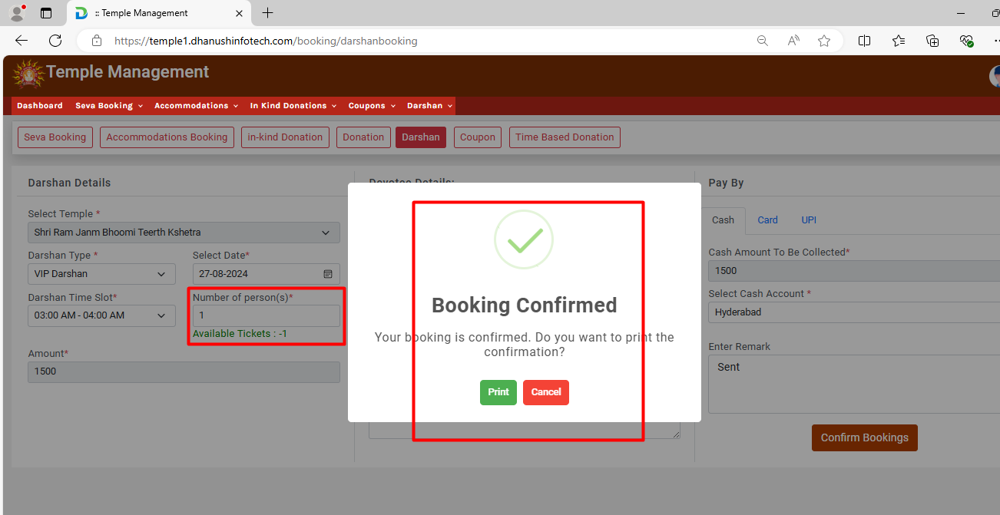 :: Temple Management
https://temple1.dhanushinfotech.com/booking/darshanbooking
Temple Management
Dashboard Seva Booking Accommodations In Kind Donations Coupons Darshan
Seva Booking Accommodations Booking in-kind Donation Donation Darshan Coupon Time Based Donation
Darshan Details
Select Temple *
Shri Ram Janm Bhoomi Teerth Kshetra
Darshan Type * Select Date*
VIP Darshan 27-08-2024
Darshan Time Slot* Number of person(s)*
03:00 AM - 04:00 AM 1
Available Tickets : -1
Amount*
1500
Devotee Details:
Booking Confirmed
Your booking is confirmed. Do you want to print the
confirmation?
Print Cancel
Pay By
Cash Card UPI
Cash Amount To Be Collected*
1500
Select Cash Account *
Hyderabad
Enter Remark
Sent
Confirm Bookings